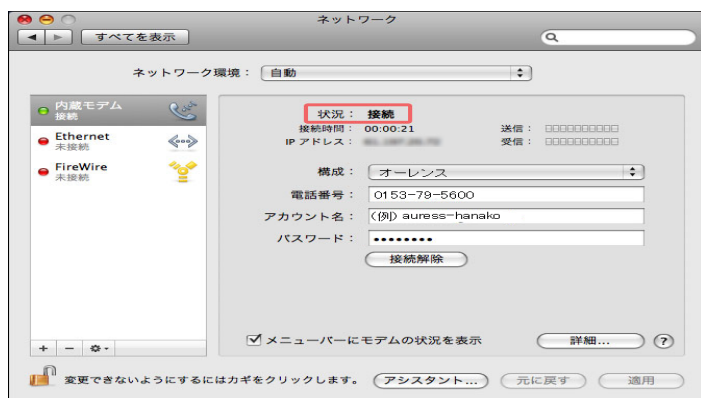 ネットワーク
すべてを表示
ネットワーク環境： 自動
内蔵モデム
接続
Ethernet
未接続
FireWire
未接続
状況： 接続
接続時間： 00:00:21
送信：
IP アドレス：
受信：
構成： オーレンス
電話番号： 0153-79-5600
アカウント名： (例) auress-hanako
パスワード： ••••••••
接続解除
メニューバーにモデムの状況を表示
詳細... ?
+ −
変更できないようにするにはカギをクリックします。
アシスタント... 元に戻す 適用